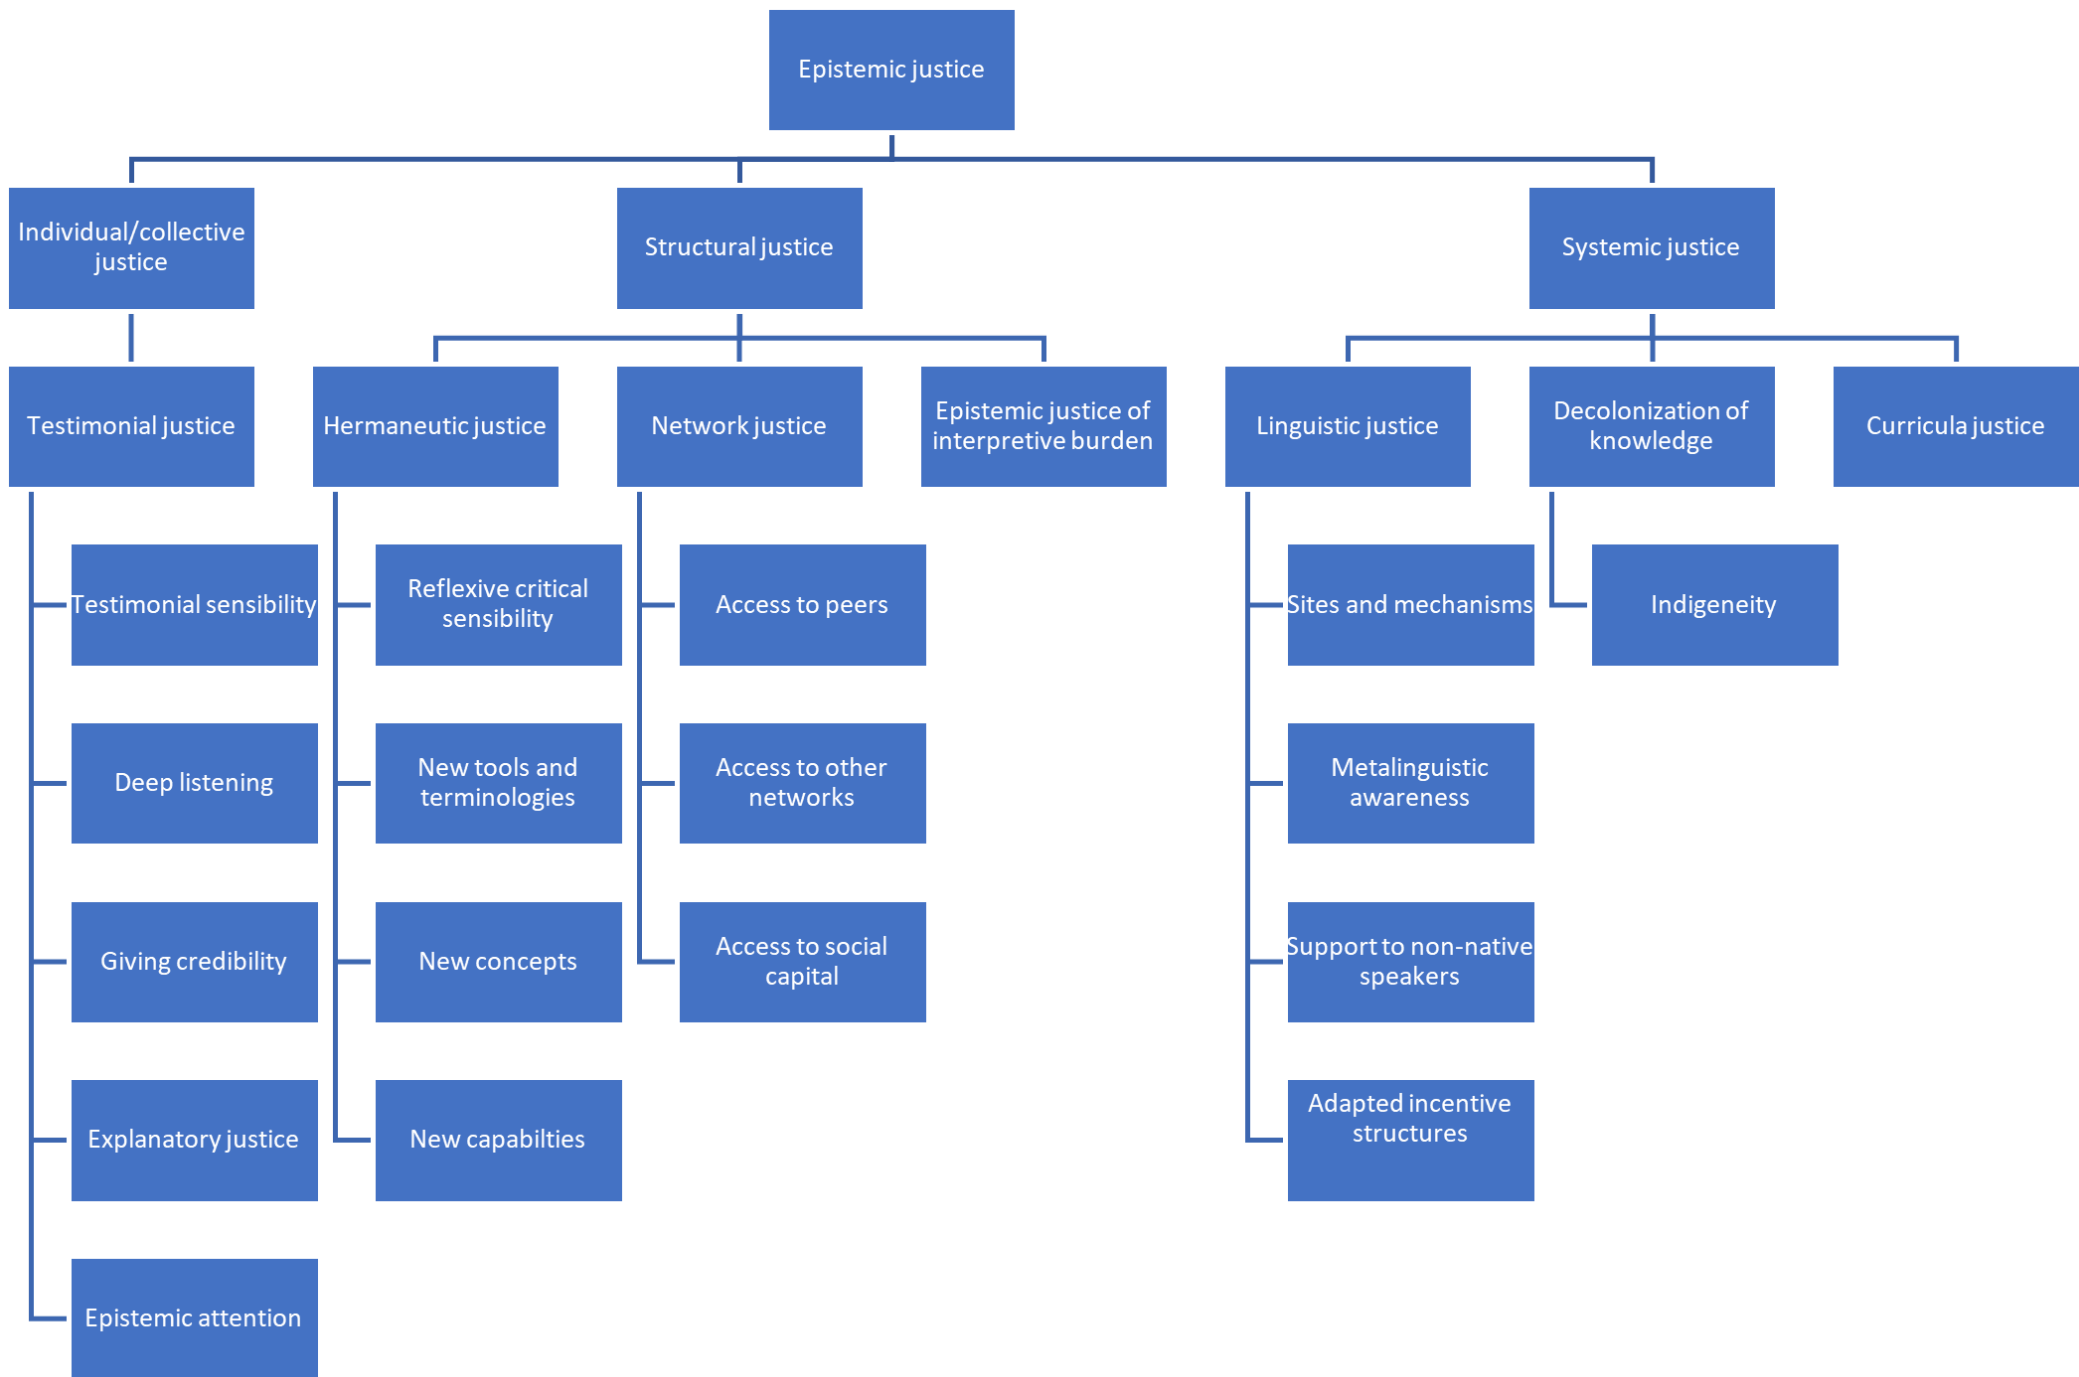 Epistemic justice
Individual/collective
justice
Structural justice
Systemic justice
Testimonial justice
Hermaneutic justice
Network justice
Epistemic justice of
interpretive burden
Linguistic justice
Decolonization of
knowledge
Curricula justice
Testimonial sensibility
Reflexive critical
sensibility
Access to peers
Sites and mechanisms
Indigeneity
Deep listening
New tools and
terminologies
Access to other
networks
Metalinguistic
awareness
Giving credibility
New concepts
Access to social
capital
Support to non-native
speakers
Explanatory justice
New capabilties
Adapted incentive
structures
Epistemic attention